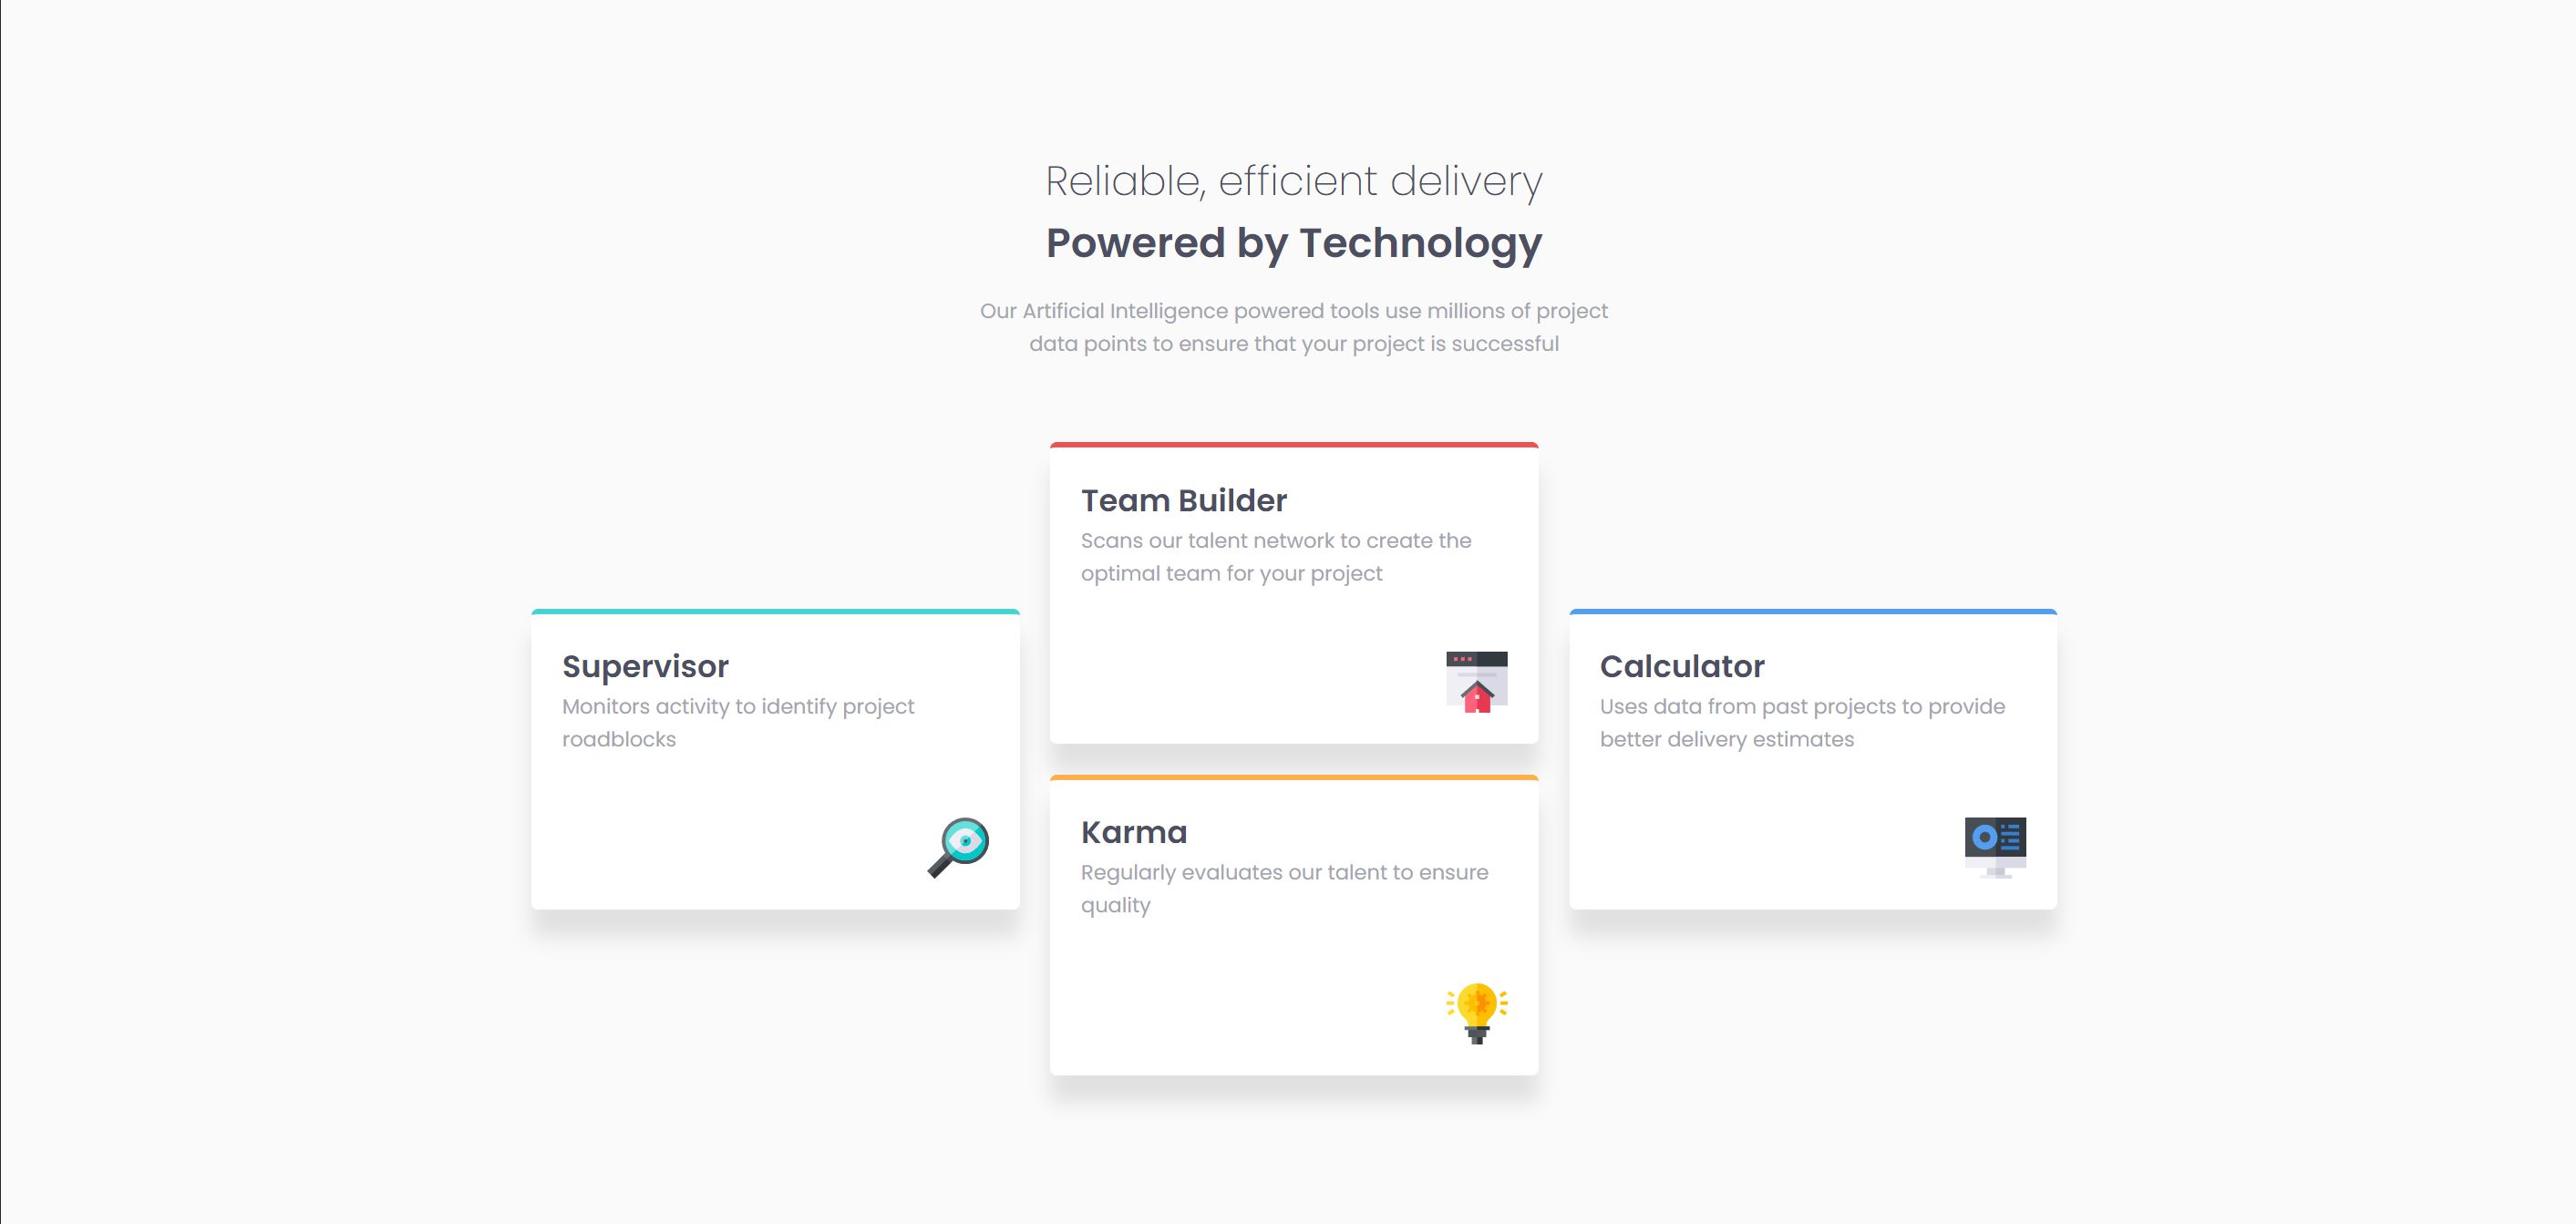 Reliable, efficient delivery
Powered by Technology
Our Artificial Intelligence powered tools use millions of project
data points to ensure that your project is successful
Supervisor
Monitors activity to identify project
roadblocks
Team Builder
Scans our talent network to create the
optimal team for your project
Karma
Regularly evaluates our talent to ensure
quality
Calculator
Uses data from past projects to provide
better delivery estimates